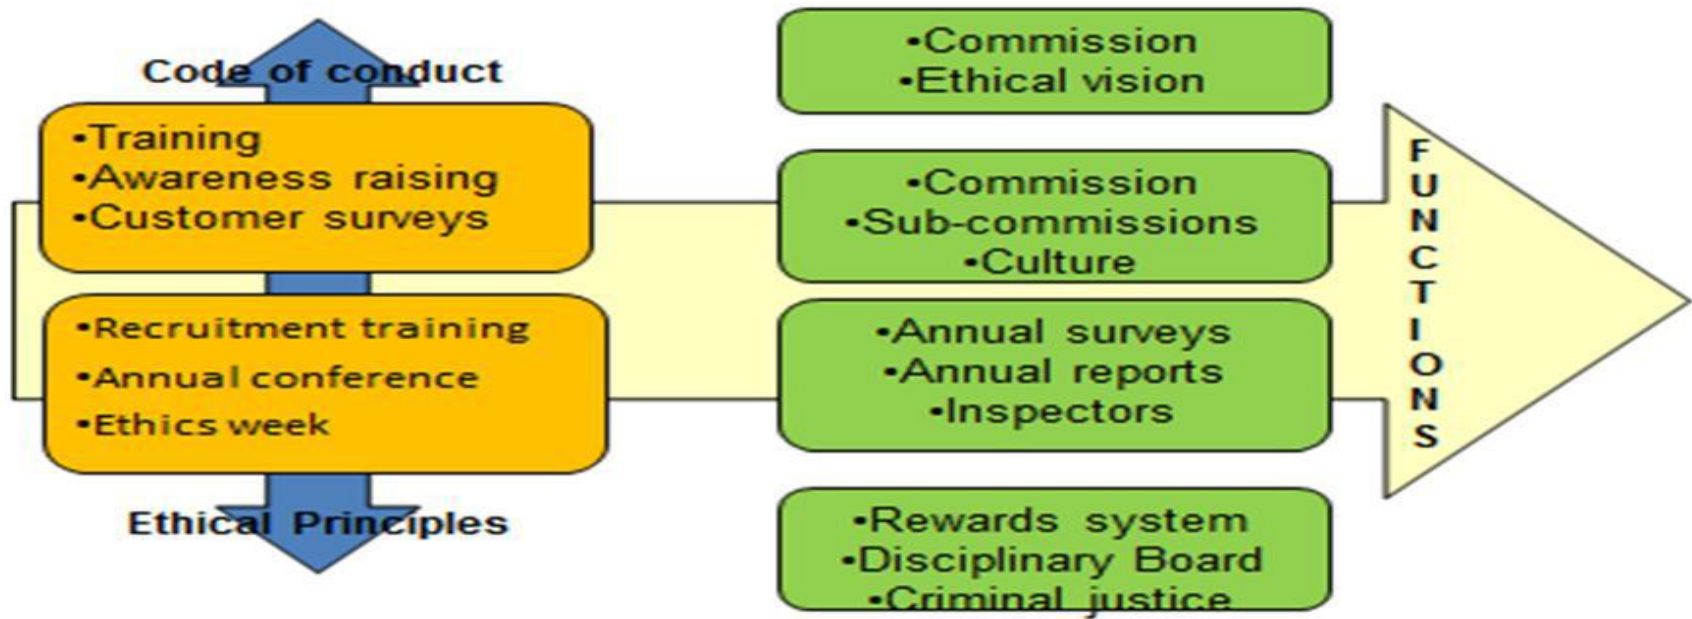 Code of conduct
•Training
•Awareness raising
•Customer surveys
•Recruitment training
•Annual conference
•Ethics week
Ethical Principles
•Commission
•Ethical vision
•Commission
•Sub-commissions
•Culture
•Annual surveys
•Annual reports
•Inspectors
•Rewards system
•Disciplinary Board
•Criminal justice
FUNCTIONS